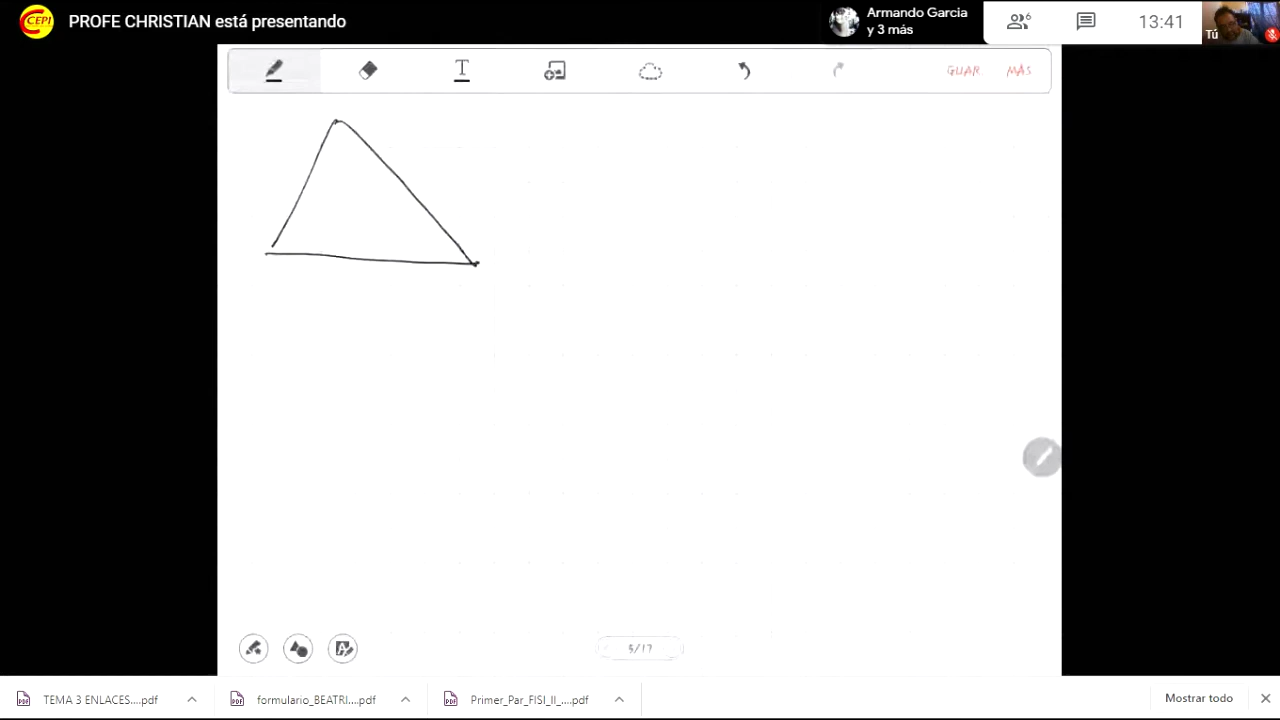 CEPI
PROFE CHRISTIAN está presentando
Armando Garcia
y 3 más
6
13:41
Tú
T
GUAR
MÁS
A
5/17
TEMA 3 ENLACES....pdf
formulario_BEATRI....pdf
Primer_Par_FISI_II_....pdf
Mostrar todo